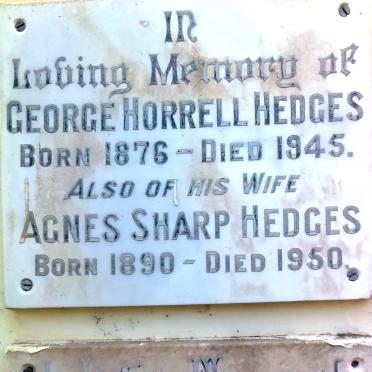 IN
Loving Memory of
GEORGE HORRELL HEDGES
BORN 1876 - DIED 1945.
ALSO OF HIS WIFE
AGNES SHARP HEDGES
BORN 1890 - DIED 1950.